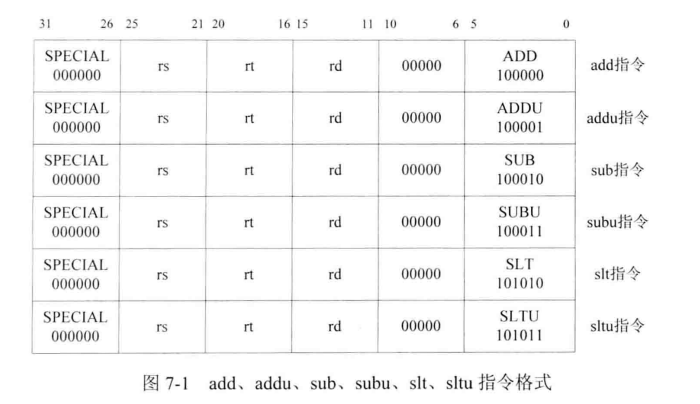 31 26 25 21 20 16 15 11 10 6 5 0
SPECIAL ADD
000000 rs rt rd 00000 100000 add指令
SPECIAL ADDU
000000 rs rt rd 00000 100001 addu指令
SPECIAL SUB
000000 rs rt rd 00000 100010 sub指令
SPECIAL SUBU
000000 rs rt rd 00000 100011 subu指令
SPECIAL SLT
000000 rs rt rd 00000 101010 slt指令
SPECIAL SLTU
000000 rs rt rd 00000 101011 sltu指令
图 7-1 add、addu、sub、subu、slt、sltu 指令格式